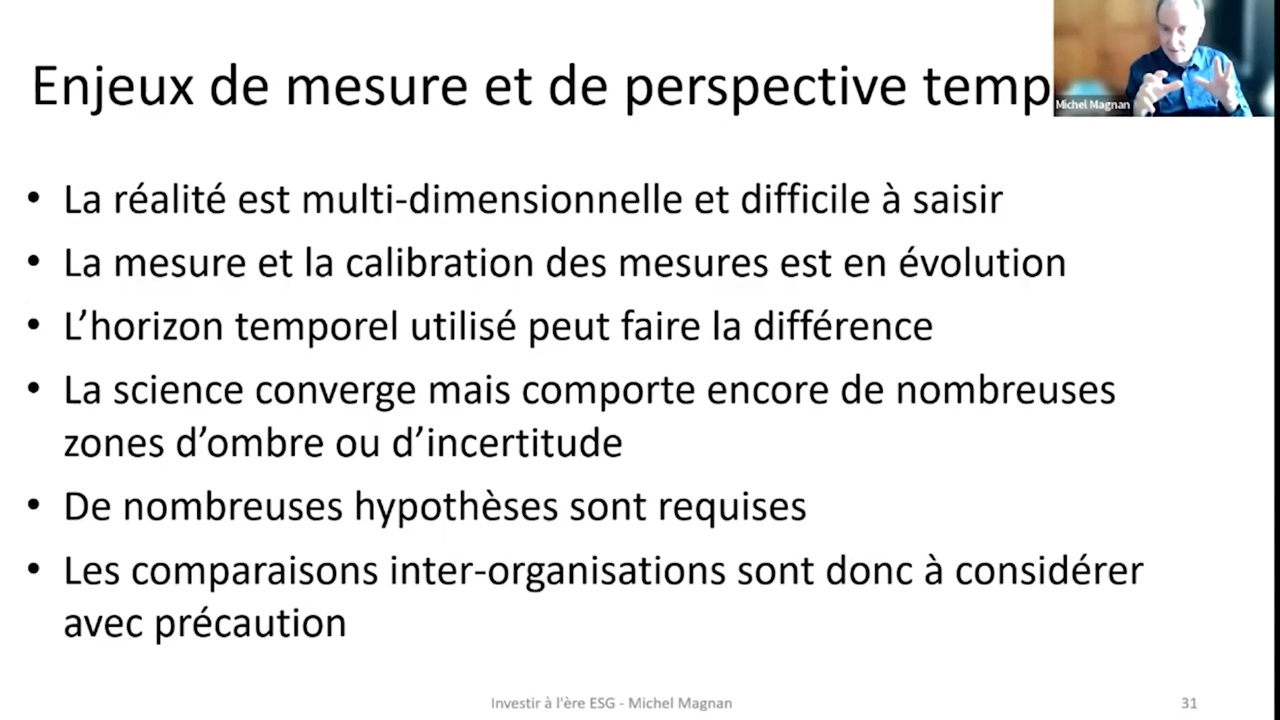 Enjeux de mesure et de perspective temp
Michel Magnan
• La réalité est multi-dimensionnelle et difficile à saisir
• La mesure et la calibration des mesures est en évolution
• L’horizon temporel utilisé peut faire la différence
• La science converge mais comporte encore de nombreuses
zones d’ombre ou d’incertitude
• De nombreuses hypothèses sont requises
• Les comparaisons inter-organisations sont donc à considérer
avec précaution
Investir à l'ère ESG - Michel Magnan
31